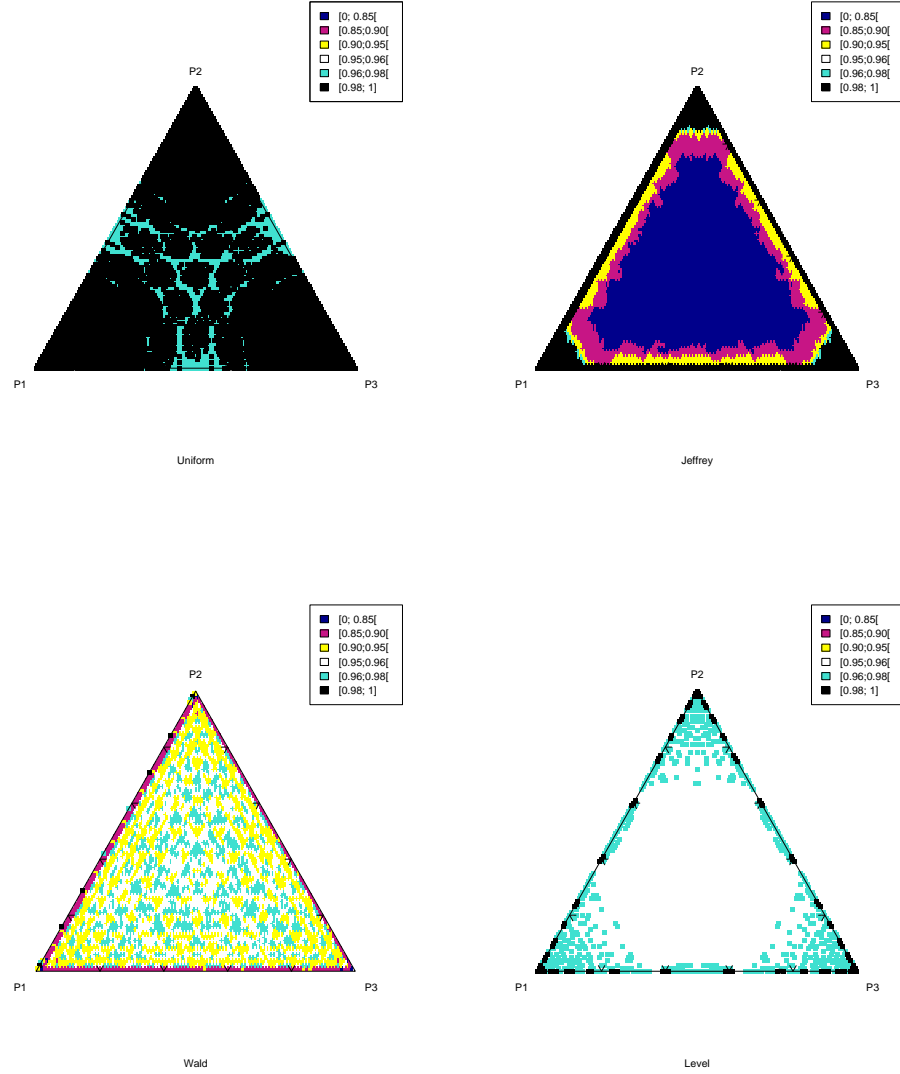 [0; 0.85[
[0.85;0.90[
[0.90;0.95[
[0.95;0.96[
[0.96;0.98[
[0.98; 1]
P2
P1
P3
Uniform
[0; 0.85[
[0.85;0.90[
[0.90;0.95[
[0.95;0.96[
[0.96;0.98[
[0.98; 1]
P2
P1
P3
Jeffrey
[0; 0.85[
[0.85;0.90[
[0.90;0.95[
[0.95;0.96[
[0.96;0.98[
[0.98; 1]
P2
P1
P3
Wald
[0; 0.85[
[0.85;0.90[
[0.90;0.95[
[0.95;0.96[
[0.96;0.98[
[0.98; 1]
P2
P1
P3
Level